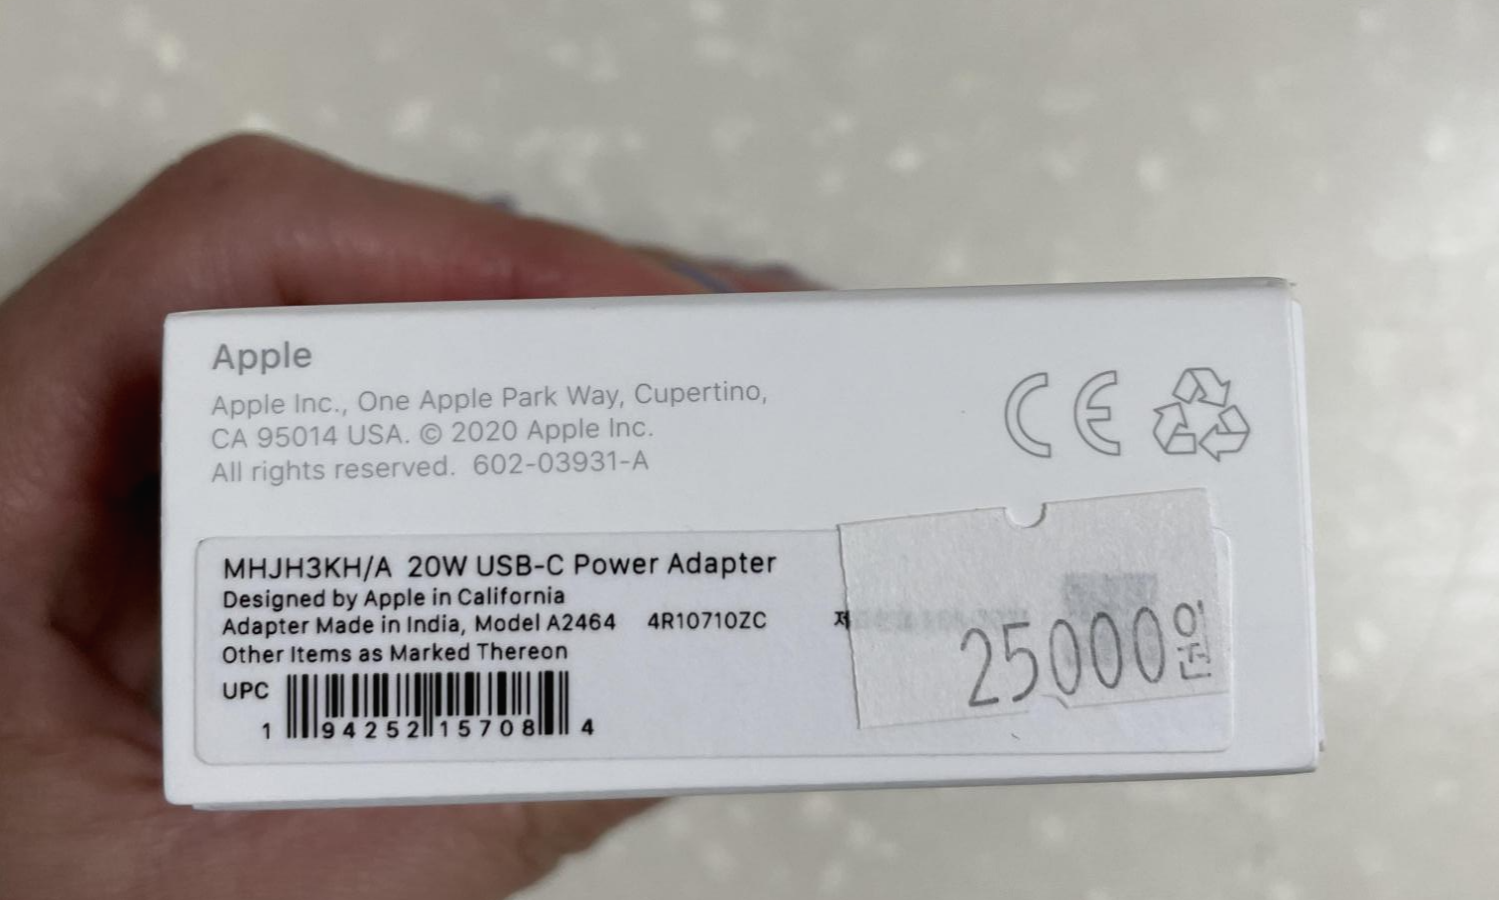 Apple
Apple Inc., One Apple Park Way, Cupertino,
CA 95014 USA. © 2020 Apple Inc.
All rights reserved. 602-03931-A
CE
MHJH3KH/A 20W USB-C Power Adapter
Designed by Apple in California
Adapter Made in India, Model A2464 4R10710ZC
Other Items as Marked Thereon
UPC
1 94252 15708 4
25000원